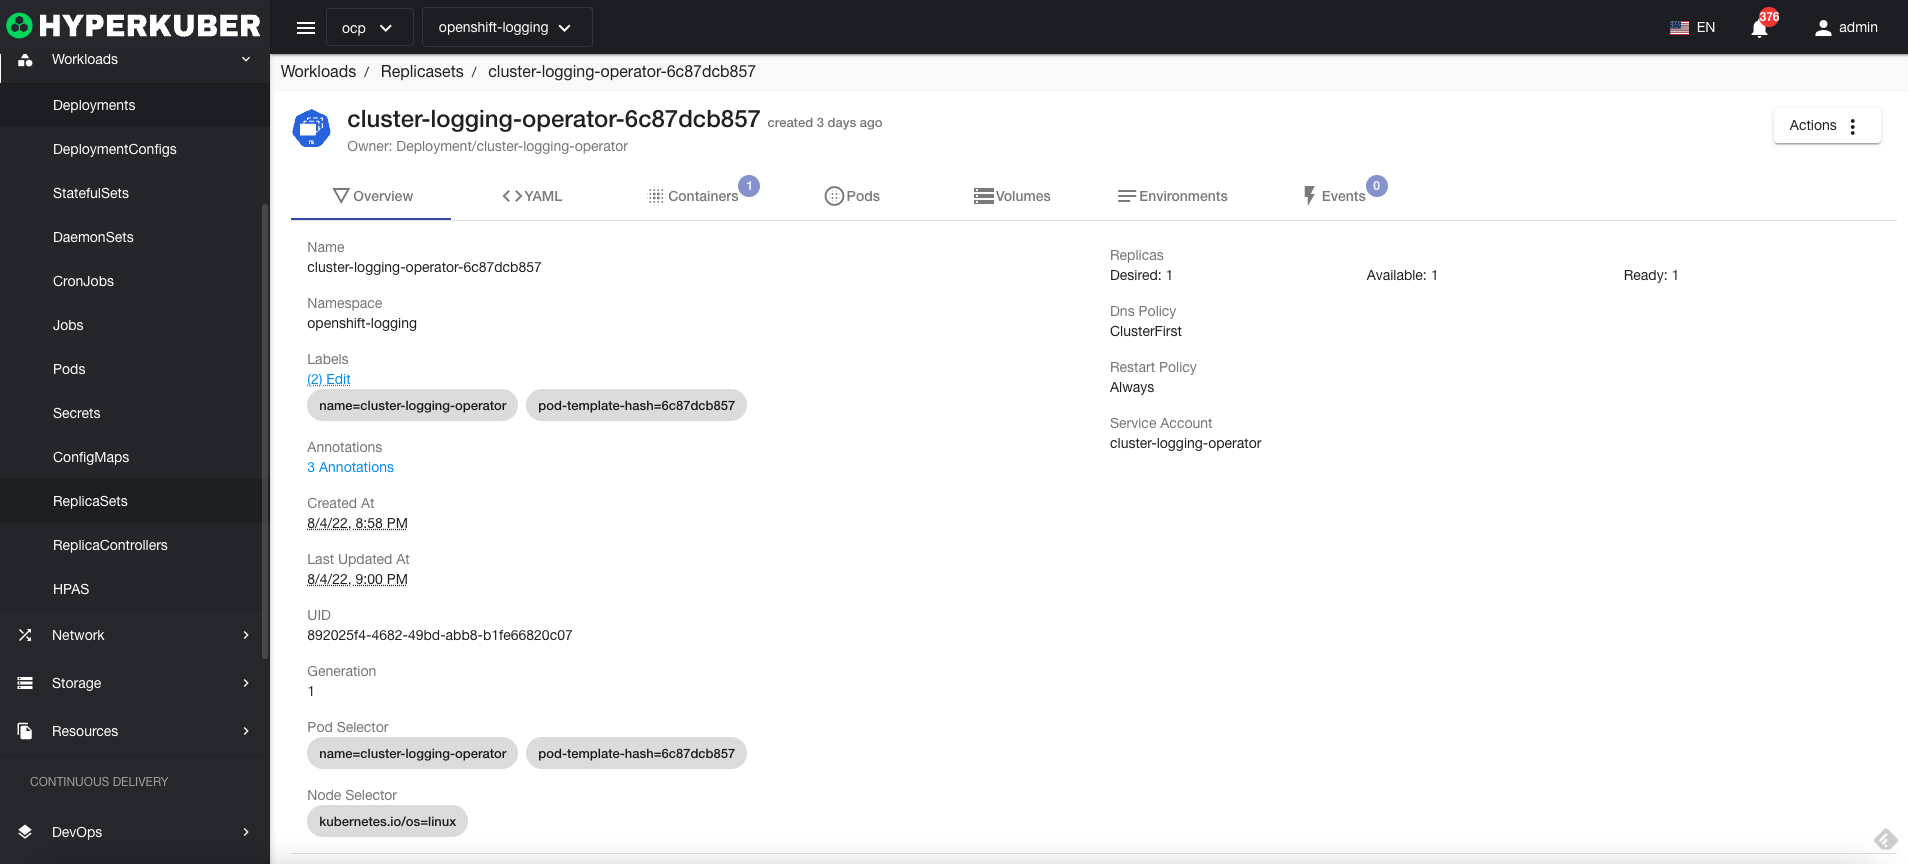 HYPERKUBER
ocp
openshift-logging
EN
376
admin
Workloads
Deployments
DeploymentConfigs
StatefulSets
DaemonSets
CronJobs
Jobs
Pods
Secrets
ConfigMaps
ReplicaSets
ReplicaControllers
HPAS
Network
Storage
Resources
CONTINUOUS DELIVERY
DevOps
Workloads / Replicasets / cluster-logging-operator-6c87dcb857
cluster-logging-operator-6c87dcb857 created 3 days ago
Owner: Deployment/cluster-logging-operator
rs
Actions
Overview
YAML
Containers 1
Pods
Volumes
Environments
Events 0
Name
cluster-logging-operator-6c87dcb857
Namespace
openshift-logging
Labels
(2) Edit
name=cluster-logging-operator pod-template-hash=6c87dcb857
Annotations
3 Annotations
Created At
8/4/22, 8:58 PM
Last Updated At
8/4/22, 9:00 PM
UID
892025f4-4682-49bd-abb8-b1fe66820c07
Generation
1
Pod Selector
name=cluster-logging-operator pod-template-hash=6c87dcb857
Node Selector
kubernetes.io/os=linux
Replicas
Desired: 1 Available: 1 Ready: 1
Dns Policy
ClusterFirst
Restart Policy
Always
Service Account
cluster-logging-operator